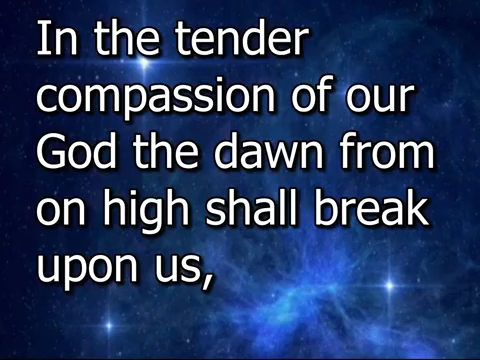 In the tender
compassion of our
God the dawn from
on high shall break
upon us,